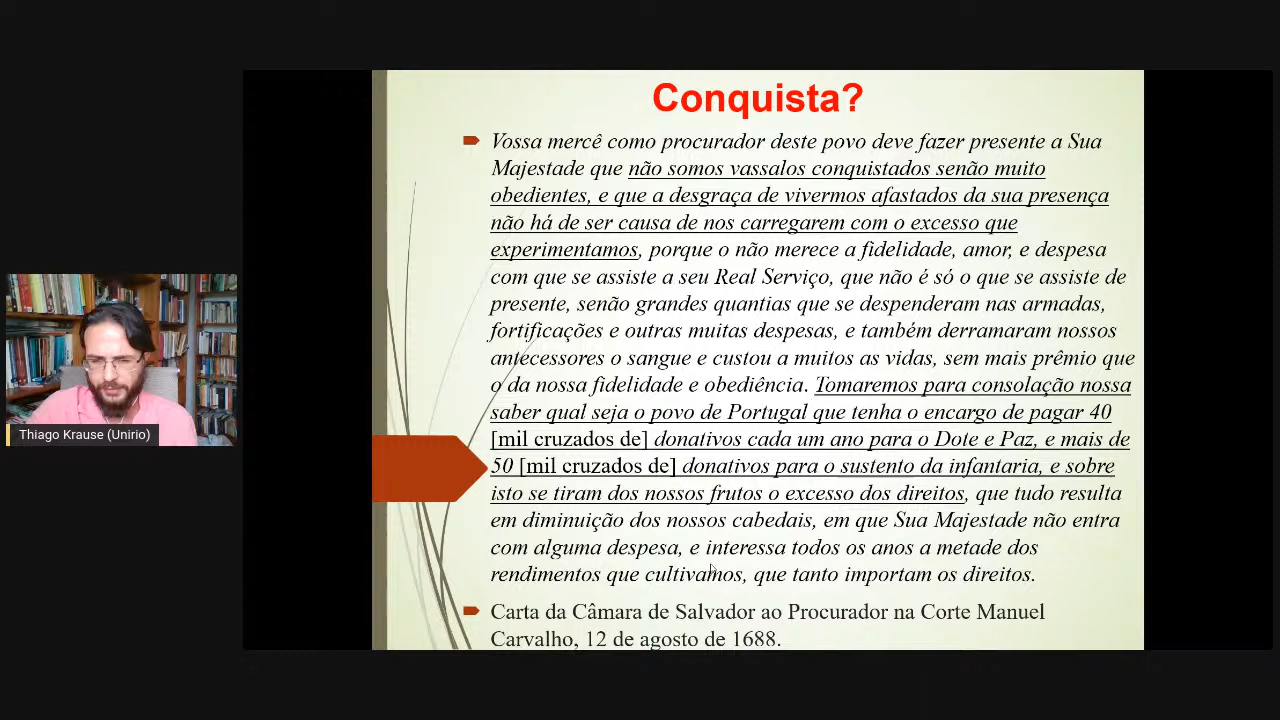 Conquista?
Vossa mercê como procurador deste povo deve fazer presente a Sua
Majestade que não somos vassalos conquistados senão muito
obedientes, e que a desgraça de vivermos afastados da sua presença
não há de ser causa de nos carregarem com o excesso que
experimentamos, porque o não merece a fidelidade, amor, e despesa
com que se assiste a seu Real Serviço, que não é só o que se assiste de
presente, senão grandes quantias que se despenderam nas armadas,
fortificações e outras muitas despesas, e também derramaram nossos
antecessores o sangue e custou a muitos as vidas, sem mais prêmio que
o da nossa fidelidade e obediência. Tomaremos para consolação nossa
saber qual seja o povo de Portugal que tenha o encargo de pagar 40
[mil cruzados de] donativos cada um ano para o Dote e Paz, e mais de
50 [mil cruzados de] donativos para o sustento da infantaria, e sobre
isto se tiram dos nossos frutos o excesso dos direitos, que tudo resulta
em diminuição dos nossos cabedais, em que Sua Majestade não entra
com alguma despesa, e interessa todos os anos a metade dos
rendimentos que cultivamos, que tanto importam os direitos.
Carta da Câmara de Salvador ao Procurador na Corte Manuel
Carvalho, 12 de agosto de 1688.
Thiago Krause (Unirio)